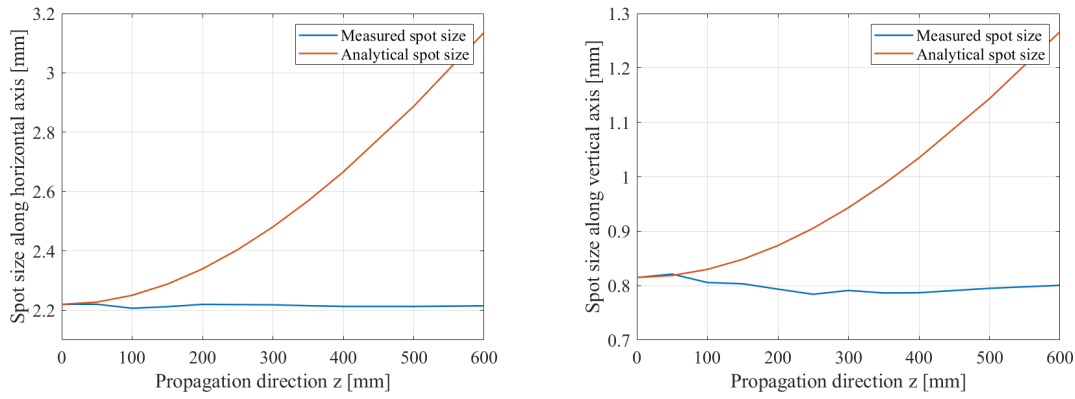 3.2
3
2.8
2.6
2.4
2.2
Spot size along horizontal axis [mm]
Measured spot size
Analytical spot size
0 100 200 300 400 500 600
Propagation direction z [mm]
1.3
1.2
1.1
1
0.9
0.8
0.7
Spot size along vertical axis [mm]
Measured spot size
Analytical spot size
0 100 200 300 400 500 600
Propagation direction z [mm]